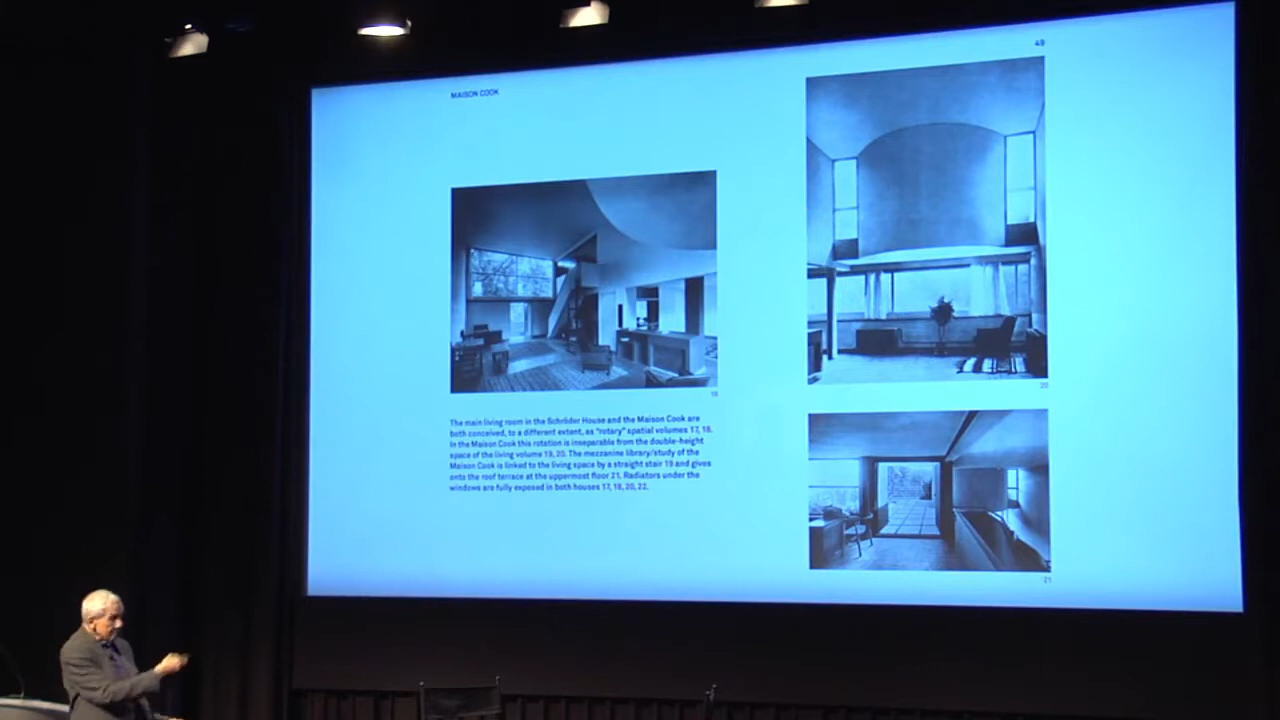 49
MAISON COOK
19
20
The main living room in the Schröder House and the Maison Cook are
both conceived, to a different extent, as "rotary" spatial volumes 17, 18.
In the Maison Cook this rotation is inseparable from the double-height
space of the living volume 19, 20. The mezzanine library/study of the
Maison Cook is linked to the living space by a straight stair 19 and gives
onto the roof terrace at the uppermost floor 21. Radiators under the
windows are fully exposed in both houses 17, 18, 20, 22.
21